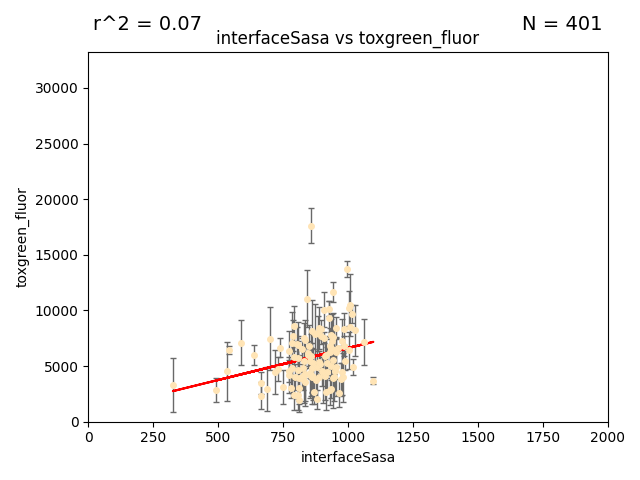 r^2 = 0.07
N = 401
interfaceSasa vs toxgreen_fluor
30000
25000
20000
15000
10000
5000
0
toxgreen_fluor
0 250 500 750 1000 1250 1500 1750 2000
interfaceSasa